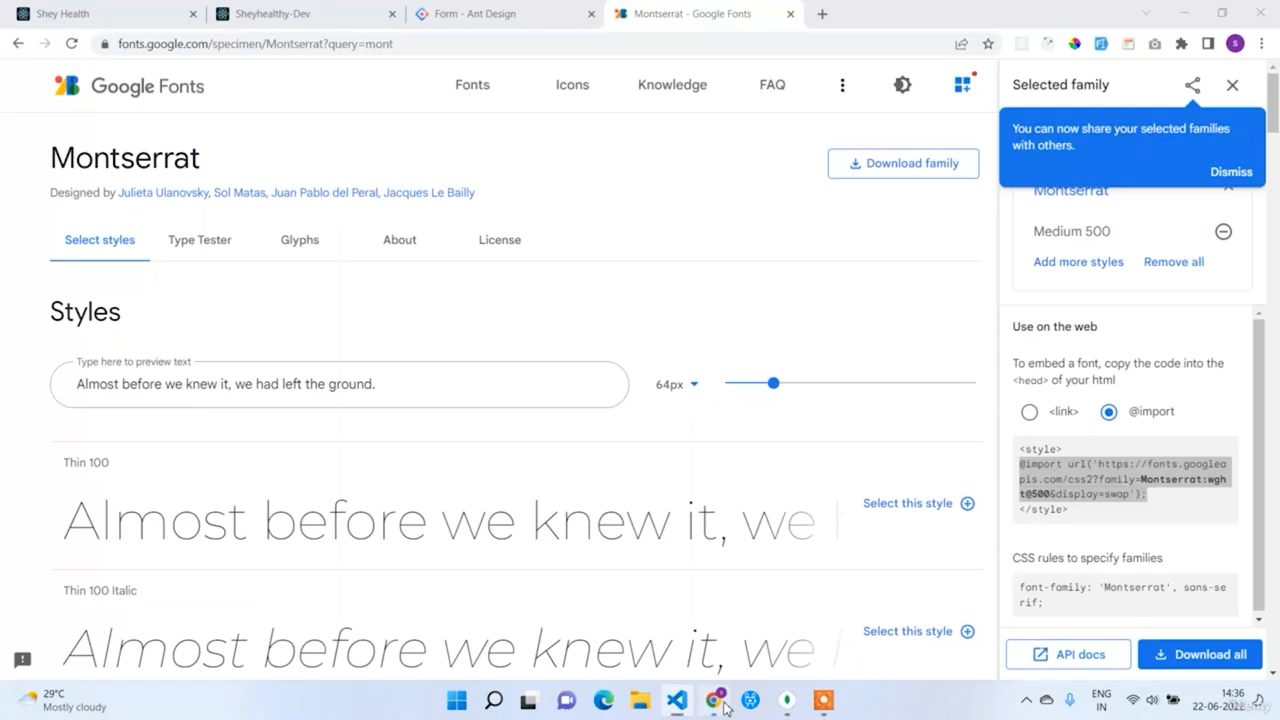 Shey Health
Sheyhealthy-Dev
Form - Ant Design
Montserrat - Google Fonts
fonts.google.com/specimen/Montserrat?query=mont
S
Google Fonts
Fonts
Icons
Knowledge
FAQ
Montserrat
Download family
Designed by Julieta Ulanovsky, Sol Matas, Juan Pablo del Peral, Jacques Le Bailly
Select styles
Type Tester
Glyphs
About
License
Styles
Type here to preview text
Almost before we knew it, we had left the ground.
64px
Thin 100
Almost before we knew it, we
Select this style
Thin 100 Italic
Almost before we knew it, we
Select this style
Selected family
You can now share your selected families
with others.
Dismiss
Montserrat
Medium 500
Add more styles
Remove all
Use on the web
To embed a font, copy the code into the
<head> of your html
<link>
@import
<style>
@import url('https://fonts.googlea
pis.com/css2?family=Montserrat:wgh
t@500&display=swap');
</style>
CSS rules to specify families
font-family: 'Montserrat', sans-se
rif;
API docs
Download all
29°C
Mostly cloudy
ENG
IN
14:36
22-06-2022